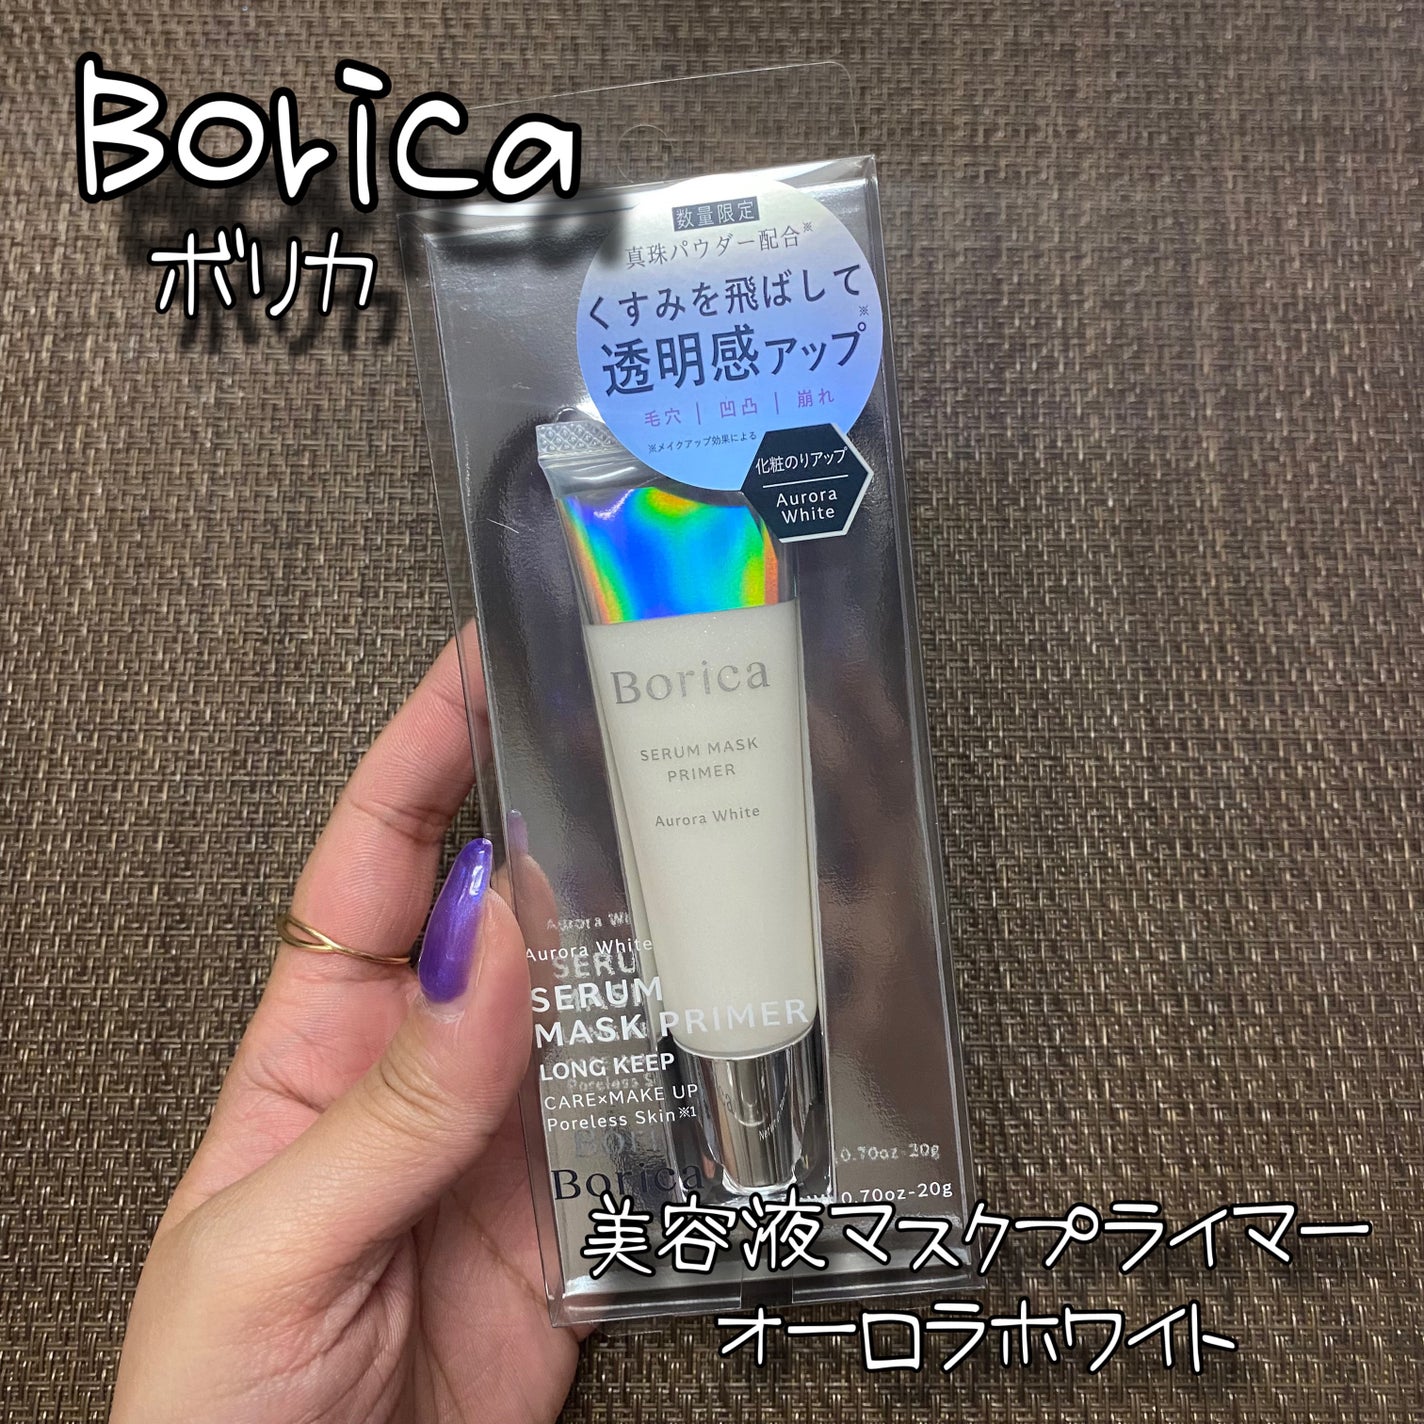 Borica
ボリカ
数量限定
真珠パウダー配合※
くすみを飛ばして
透明感アップ※
毛穴 | 凹凸 | 崩れ
※メイクアップ効果による
化粧のりアップ
Aurora
White
Borica
SERUM MASK
PRIMER
Aurora White
Aurora White
SERUM
MASK PRIMER
LONG KEEP
CARE×MAKE UP
Poreless Skin※1
Borica
0.70oz-20g
美容液マスクプライマー
オーロラホワイト